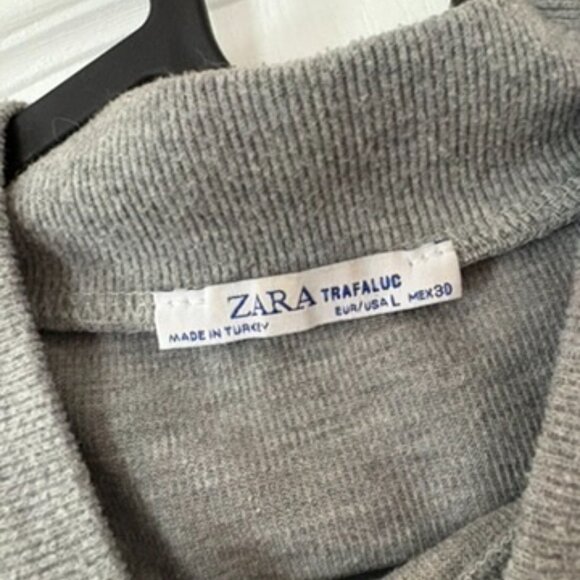 ZARA TRAFALUC
MADE IN TURKEY EUR/USA L MEX 30